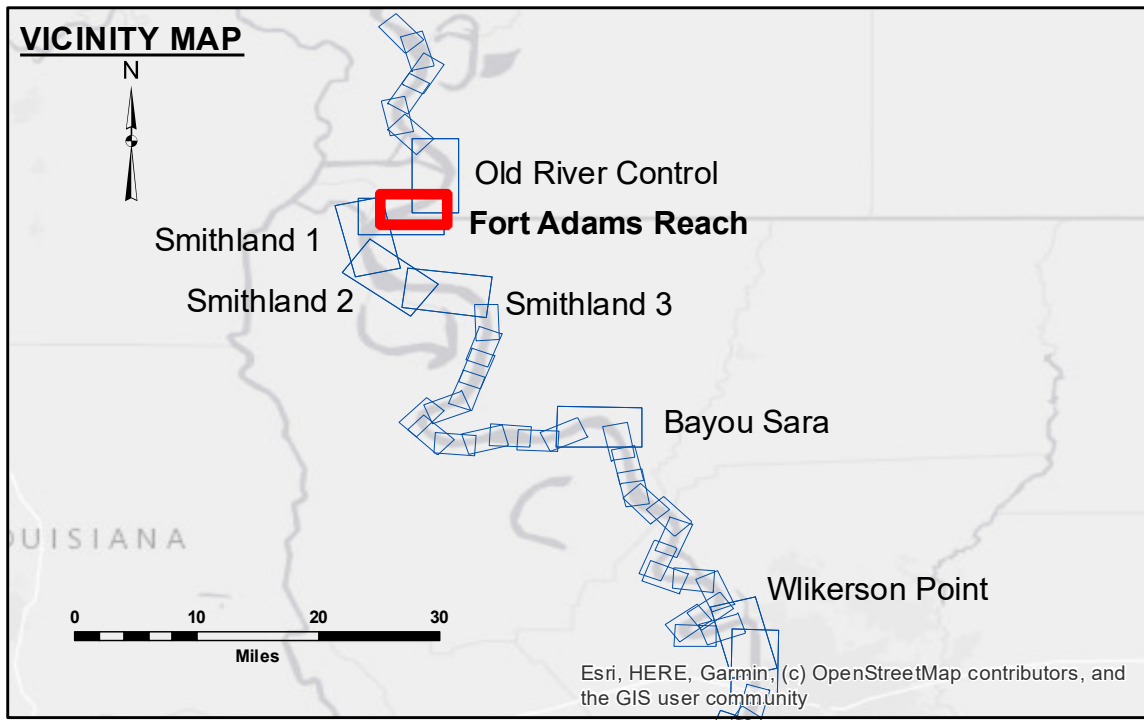 VICINITY MAP
N
Old River Control
Fort Adams Reach
Smithland 1
Smithland 2
Smithland 3
Bayou Sara
OUISIANA
Wlikerson Point
0 10 20 30
Miles
Esri, HERE, Garmin, (c) OpenStreetMap contributors, and
the GIS user community